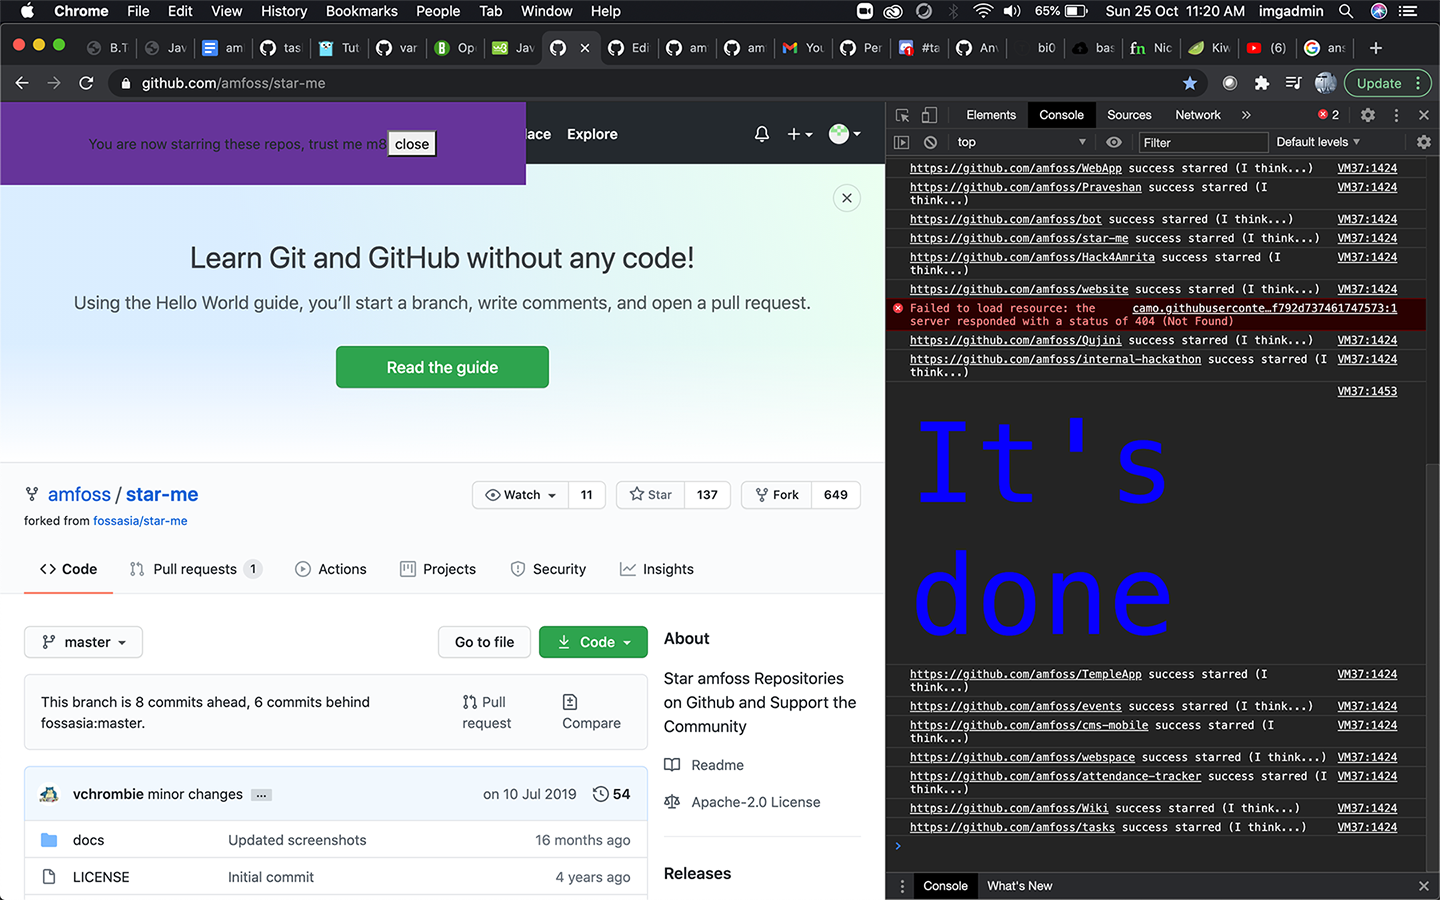 Chrome File Edit View History Bookmarks People Tab Window Help 65% Sun 25 Oct 11:20 AM imgadmin
B.T Jav am tas Tut var Ope Jav Edi am am You Per #ta An bi0 bas Nic Kiw (6) ans
github.com/amfoss/star-me Update
You are now starring these repos, trust me m8 close
lace Explore
Learn Git and GitHub without any code!
Using the Hello World guide, you’ll start a branch, write comments, and open a pull request.
Read the guide
amfoss / star-me
forked from fossasia/star-me
Watch 11 Star 137 Fork 649
Code Pull requests 1 Actions Projects Security Insights
master Go to file Code
This branch is 8 commits ahead, 6 commits behind
fossasia:master.
Pull
request
Compare
vchrombie minor changes ... on 10 Jul 2019 54
docs Updated screenshots 16 months ago
LICENSE Initial commit 4 years ago
About
Star amfoss Repositories
on Github and Support the
Community
Readme
Apache-2.0 License
Releases
Elements Console Sources Network » 2
top Filter Default levels
https://github.com/amfoss/WebApp success starred (I think...) VM37:1424
https://github.com/amfoss/Praveshan success starred (I VM37:1424
think...)
https://github.com/amfoss/bot success starred (I think...) VM37:1424
https://github.com/amfoss/star-me success starred (I think...) VM37:1424
https://github.com/amfoss/Hack4Amrita success starred (I VM37:1424
think...)
https://github.com/amfoss/website success starred (I think...) VM37:1424
Failed to load resource: the camo.githubuserconte…f792d737461747573:1
server responded with a status of 404 (Not Found)
https://github.com/amfoss/Qujini success starred (I think...) VM37:1424
https://github.com/amfoss/internal-hackathon success starred (I VM37:1424
think...)
VM37:1453
It's
done
https://github.com/amfoss/TempleApp success starred (I VM37:1424
think...)
https://github.com/amfoss/events success starred (I think...) VM37:1424
https://github.com/amfoss/cms-mobile success starred (I VM37:1424
think...)
https://github.com/amfoss/webspace success starred (I think...) VM37:1424
https://github.com/amfoss/attendance-tracker success starred (I VM37:1424
think...)
https://github.com/amfoss/Wiki success starred (I think...) VM37:1424
https://github.com/amfoss/tasks success starred (I think...) VM37:1424
Console What's New